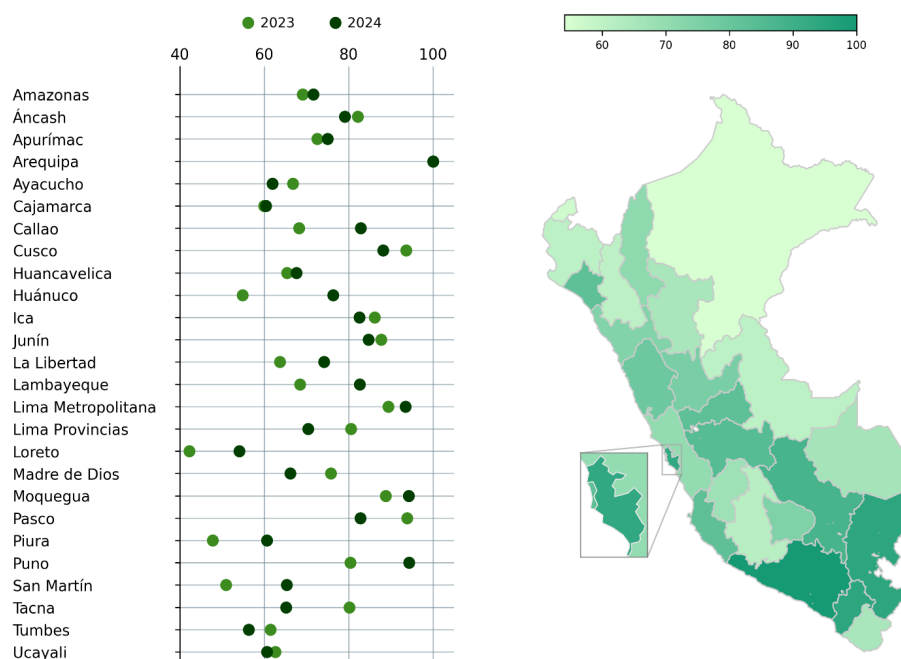 2023 2024
40 60 80 100
60 70 80 90 100
Amazonas
Áncash
Apurímac
Arequipa
Ayacucho
Cajamarca
Callao
Cusco
Huancavelica
Huánuco
Ica
Junín
La Libertad
Lambayeque
Lima Metropolitana
Lima Provincias
Loreto
Madre de Dios
Moquegua
Pasco
Piura
Puno
San Martín
Tacna
Tumbes
Ucayali